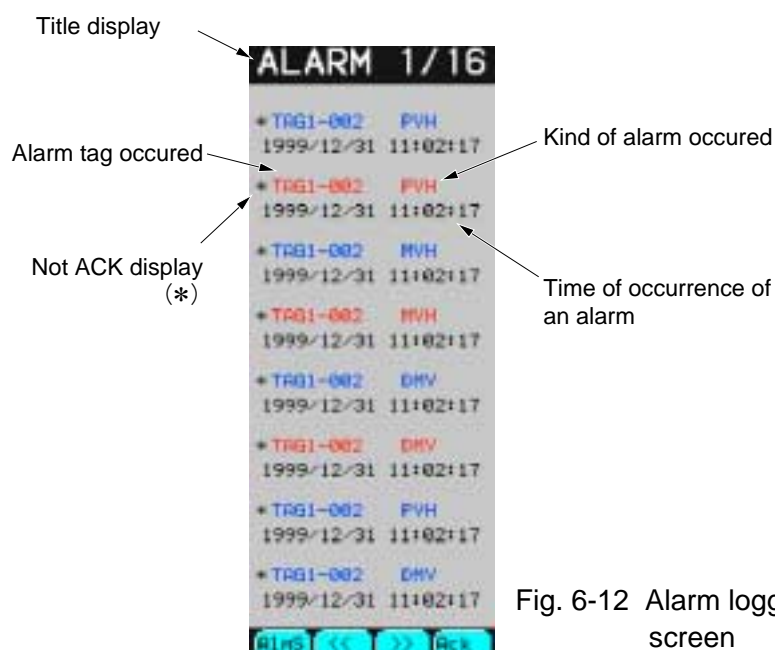 Title display
ALARM 1/16
*TAG1-002 PVH
1999/12/31 11:02:17
Kind of alarm occured
Alarm tag occured
*TAG1-002 PVH
1999/12/31 11:02:17
Not ACK display
(*)
*TAG1-002 MVH
1999/12/31 11:02:17
Time of occurrence of
an alarm
*TAG1-002 MVH
1999/12/31 11:02:17
*TAG1-002 DMV
1999/12/31 11:02:17
*TAG1-002 DMV
1999/12/31 11:02:17
*TAG1-002 PVH
1999/12/31 11:02:17
*TAG1-002 DMV
1999/12/31 11:02:17
Fig. 6-12 Alarm logg
screen
AlmS << >> Ack